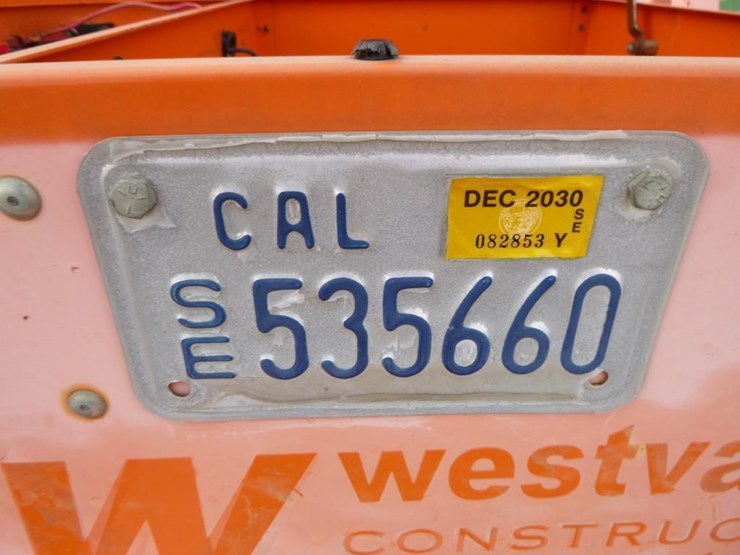 CAL
DEC 2030
SE
082853 Y
SE 535660
W westva
CONSTRUC